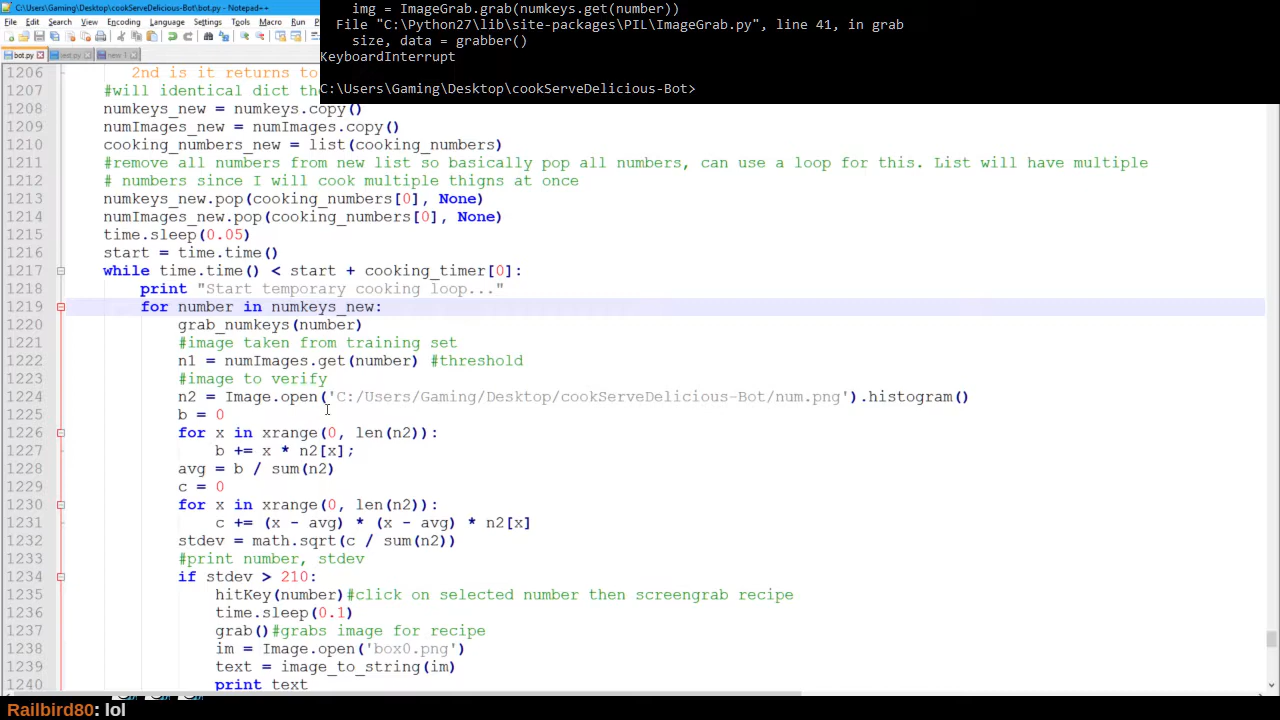 C:\Users\Gaming\Desktop\cookServeDelicious-Bot\bot.py - Notepad++
File Edit Search View Encoding Language Settings Macro Run
bot.py test.py new 1
img = ImageGrab.grab(numkeys.get(number))
File "C:\Python27\lib\site-packages\PIL\ImageGrab.py", line 41, in grab
size, data = grabber()
KeyboardInterrupt
C:\Users\Gaming\Desktop\cookServeDelicious-Bot>
1206 2nd is it returns to
1207 #will identical dict th
1208 numkeys_new = numkeys.copy()
1209 numImages_new = numImages.copy()
1210 cooking_numbers_new = list(cooking_numbers)
1211 #remove all numbers from new list so basically pop all numbers, can use a loop for this. List will have multiple
1212 # numbers since I will cook multiple thigns at once
1213 numkeys_new.pop(cooking_numbers[0], None)
1214 numImages_new.pop(cooking_numbers[0], None)
1215 time.sleep(0.05)
1216 start = time.time()
1217 while time.time() < start + cooking_timer[0]:
1218 print "Start temporary cooking loop..."
1219 for number in numkeys_new:
1220 grab_numkeys(number)
1221 #image taken from training set
1222 n1 = numImages.get(number) #threshold
1223 #image to verify
1224 n2 = Image.open('C:/Users/Gaming/Desktop/cookServeDelicious-Bot/num.png').histogram()
1225 b = 0
1226 for x in xrange(0, len(n2)):
1227 b += x * n2[x];
1228 avg = b / sum(n2)
1229 c = 0
1230 for x in xrange(0, len(n2)):
1231 c += (x - avg) * (x - avg) * n2[x]
1232 stdev = math.sqrt(c / sum(n2))
1233 #print number, stdev
1234 if stdev > 210:
1235 hitKey(number)#click on selected number then screengrab recipe
1236 time.sleep(0.1)
1237 grab()#grabs image for recipe
1238 im = Image.open('box0.png')
1239 text = image_to_string(im)
1240 print text
Railbird80: lol